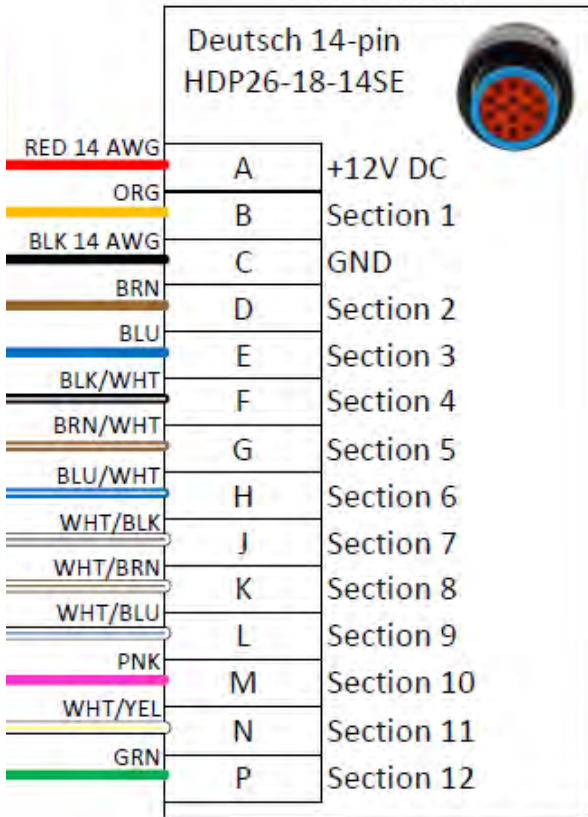 Deutsch 14-pin
HDP26-18-14SE
RED 14 AWG A +12V DC
ORG B Section 1
BLK 14 AWG C GND
BRN D Section 2
BLU E Section 3
BLK/WHT F Section 4
BRN/WHT G Section 5
BLU/WHT H Section 6
WHT/BLK J Section 7
WHT/BRN K Section 8
WHT/BLU L Section 9
PNK M Section 10
WHT/YEL N Section 11
GRN P Section 12